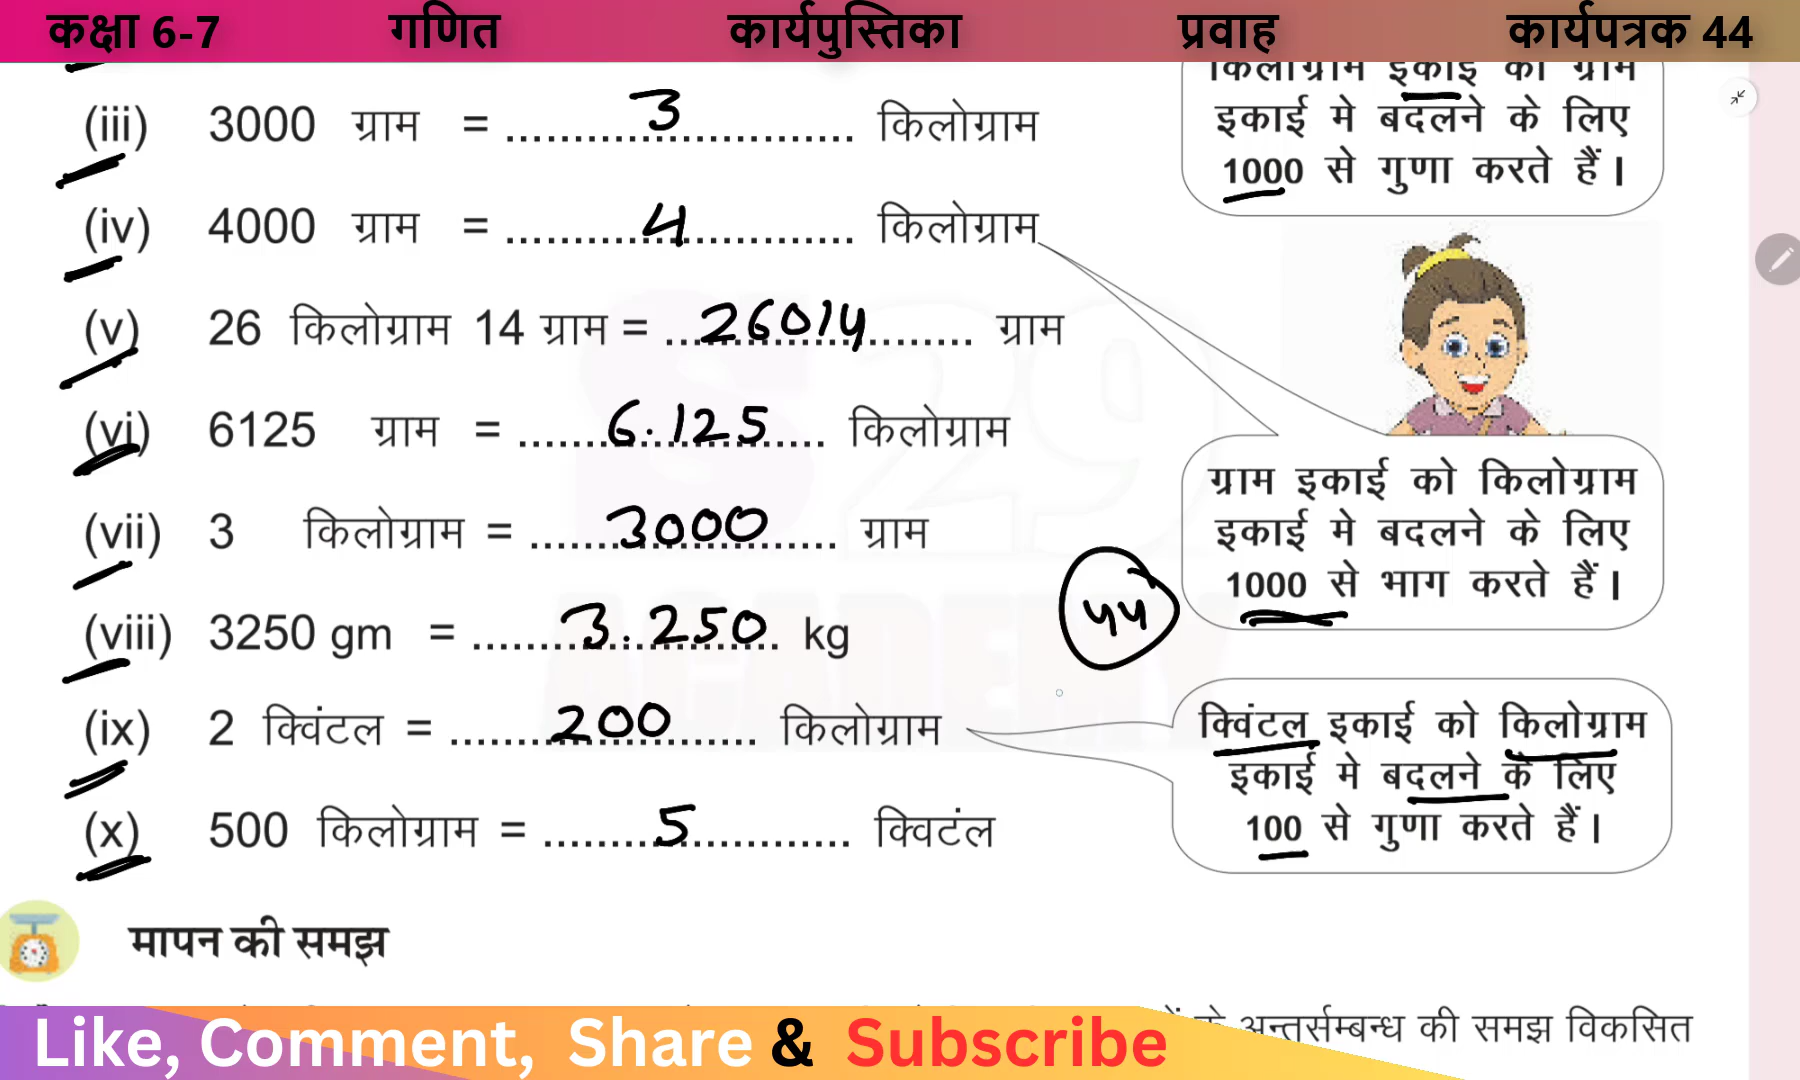 कक्षा 6-7 गणित कार्यपुस्तिका प्रवाह कार्यपत्रक 44
किलोग्राम इकाई को ग्राम
इकाई मे बदलने के लिए
1000 से गुणा करते हैं।
(iii) 3000 ग्राम = ............3............ किलोग्राम
(iv) 4000 ग्राम = ............4............ किलोग्राम
(v) 26 किलोग्राम 14 ग्राम = ....26014........ ग्राम
(vi) 6125 ग्राम = ........6.125........ किलोग्राम
(vii) 3 किलोग्राम = ........3000........ ग्राम
(viii) 3250 gm = ........3.250........ kg
(ix) 2 क्विंटल = ........200........ किलोग्राम
(x) 500 किलोग्राम = ........5............ क्विटंल
ग्राम इकाई को किलोग्राम
इकाई मे बदलने के लिए
1000 से भाग करते हैं।
क्विंटल इकाई को किलोग्राम
इकाई मे बदलने के लिए
100 से गुणा करते हैं।
S29
ACADEMY
मापन की समझ
अन्तर्सम्बन्ध की समझ विकसित
Like, Comment, Share & Subscribe